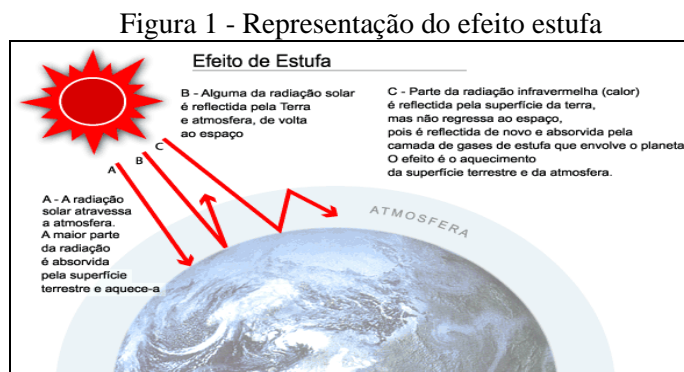 Figura 1 - Representação do efeito estufa
Efeito de Estufa
B - Alguma da radiação solar
é reflectida pela Terra
e atmosfera, de volta
ao espaço
C - Parte da radiação infravermelha (calor)
é reflectida pela superfície da terra,
mas não regressa ao espaço,
pois é reflectida de novo e absorvida pela
camada de gases de estufa que envolve o planeta
O efeito é o aquecimento
da superfície terrestre e da atmosfera.
C
B
A
A - A radiação
solar atravessa
a atmosfera.
A maior parte
da radiação
é absorvida
pela superfície
terrestre e aquece-a
ATMOSFERA